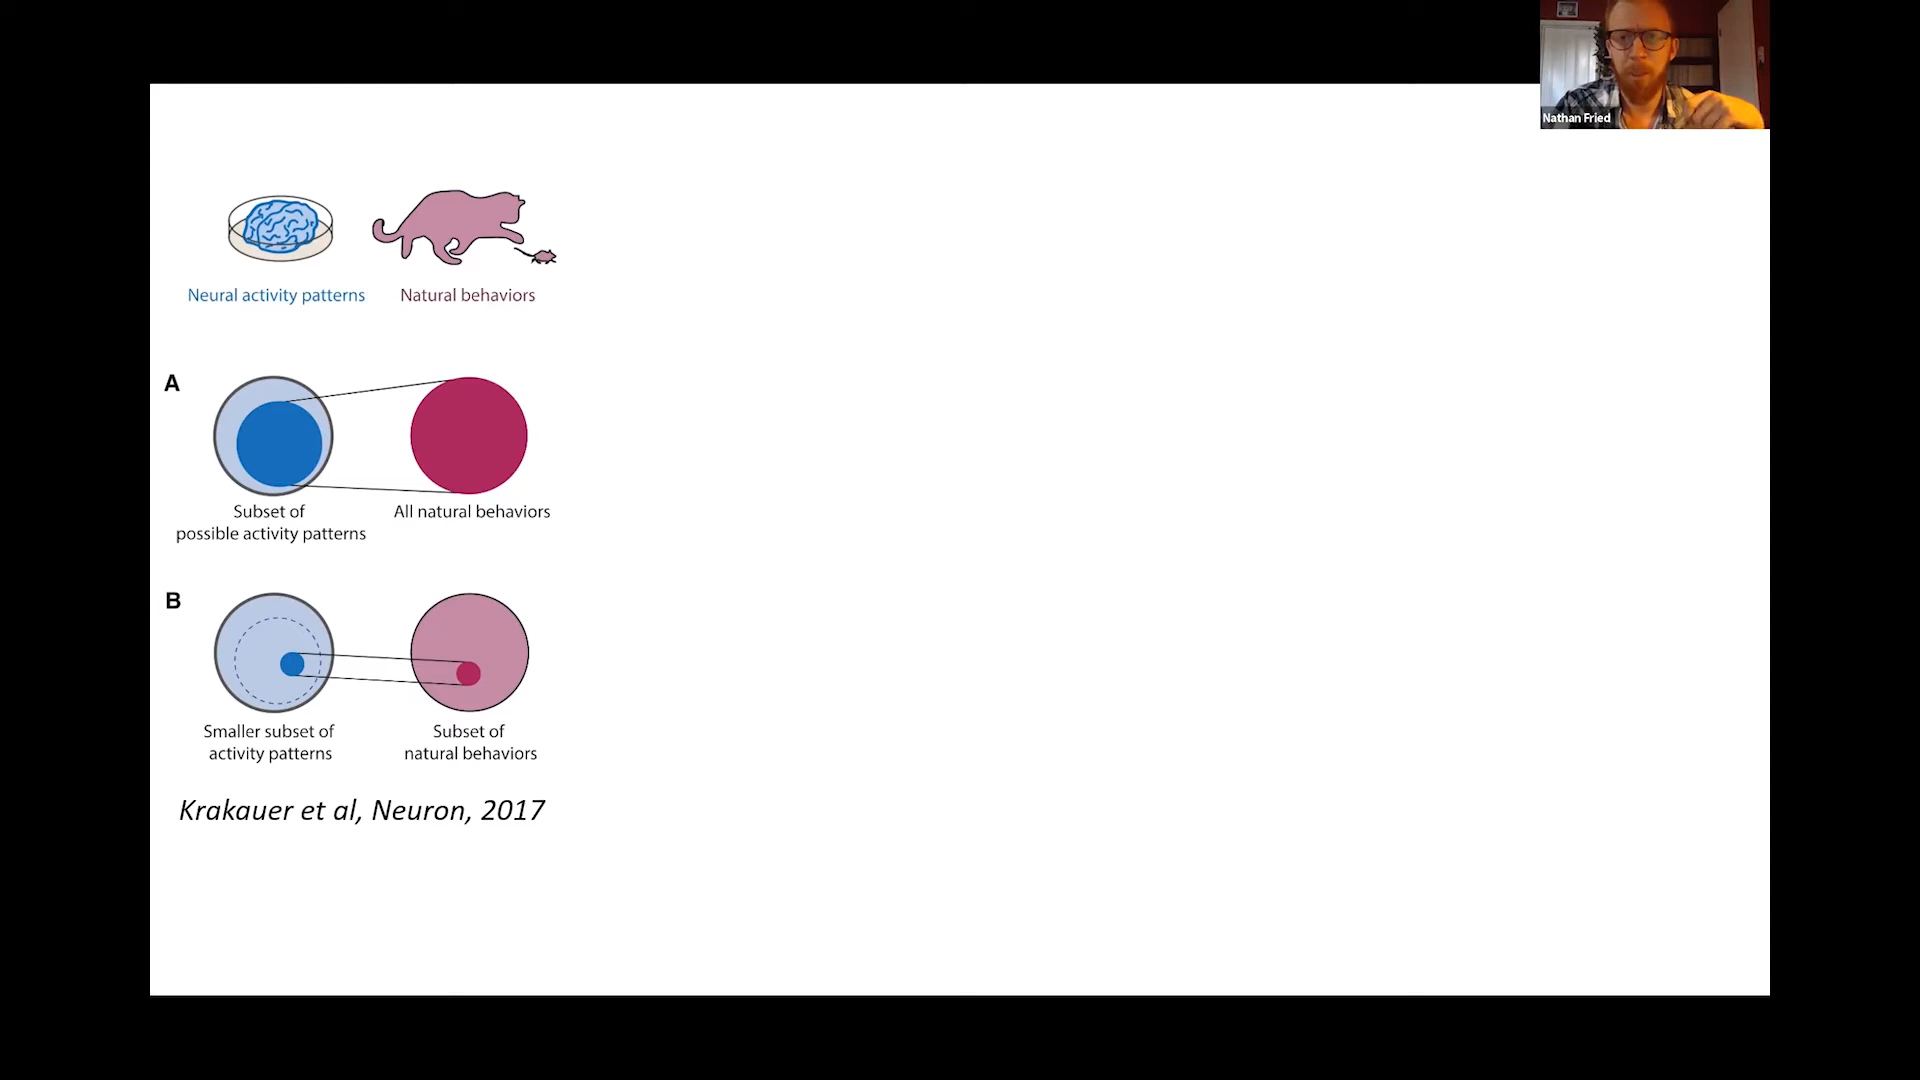 Nathan Fried
Neural activity patterns
Natural behaviors
A
Subset of
possible activity patterns
All natural behaviors
B
Smaller subset of
activity patterns
Subset of
natural behaviors
Krakauer et al, Neuron, 2017